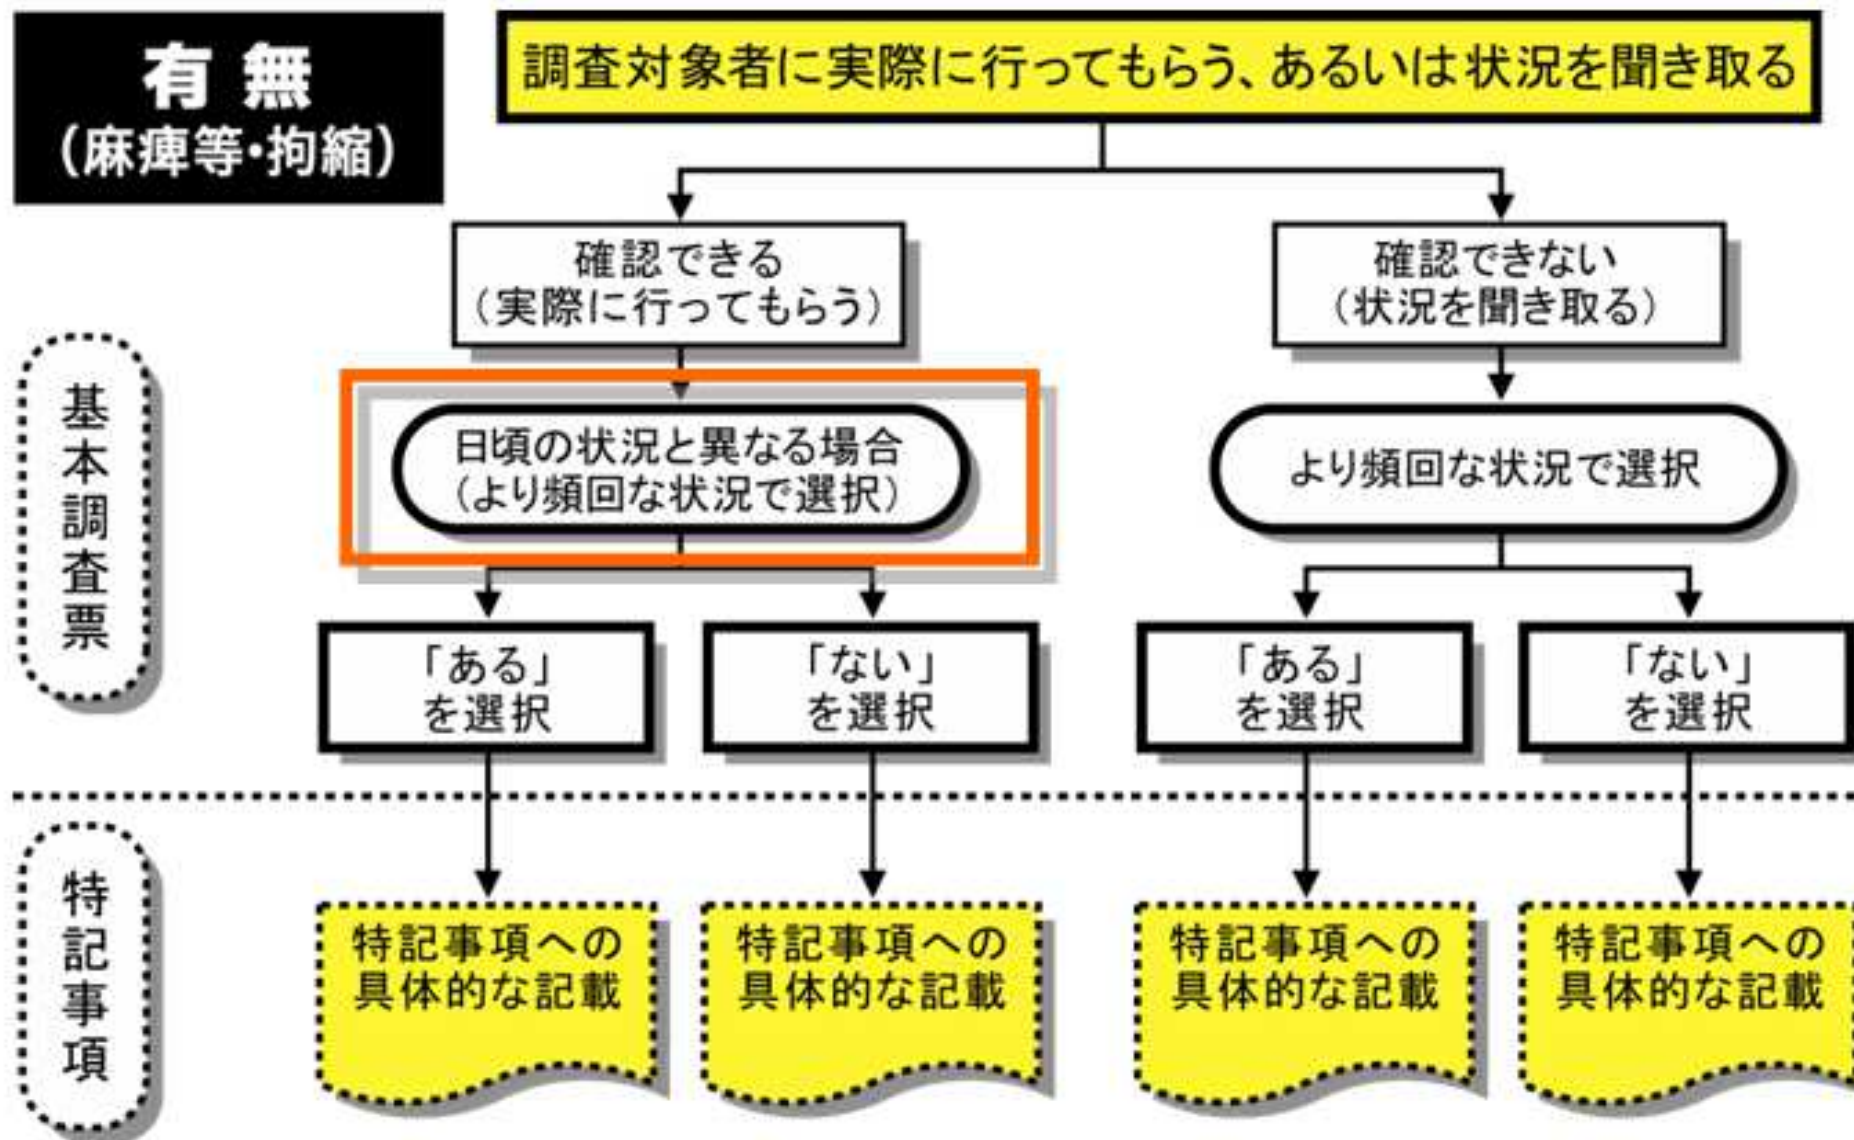 有無
（麻痺等・拘縮）
調査対象者に実際に行ってもらう、あるいは状況を聞き取る
確認できる
（実際に行ってもらう）
確認できない
（状況を聞き取る）
基本調査票
日頃の状況と異なる場合
（より頻回な状況で選択）
より頻回な状況で選択
「ある」
を選択
「ない」
を選択
「ある」
を選択
「ない」
を選択
特記事項
特記事項への
具体的な記載
特記事項への
具体的な記載
特記事項への
具体的な記載
特記事項への
具体的な記載